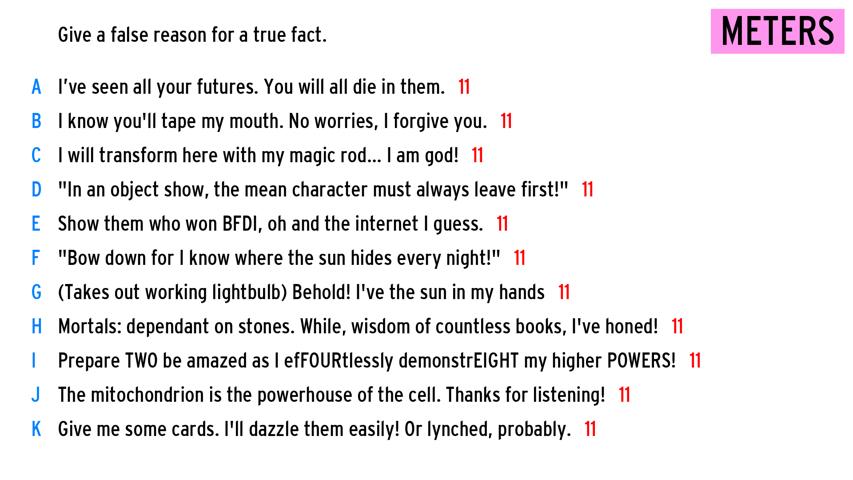 METERS
Give a false reason for a true fact.
A I've seen all your futures. You will all die in them. 11
B I know you'll tape my mouth. No worries, I forgive you. 11
C I will transform here with my magic rod... I am god! 11
D "In an object show, the mean character must always leave first!" 11
E Show them who won BFDI, oh and the internet I guess. 11
F "Bow down for I know where the sun hides every night!" 11
G (Takes out working lightbulb) Behold! I've the sun in my hands 11
H Mortals: dependant on stones. While, wisdom of countless books, I've honed! 11
I Prepare TWO be amazed as I efFOURtlessly demonstrEIGHT my higher POWERS! 11
J The mitochondrion is the powerhouse of the cell. Thanks for listening! 11
K Give me some cards. I'll dazzle them easily! Or lynched, probably. 11